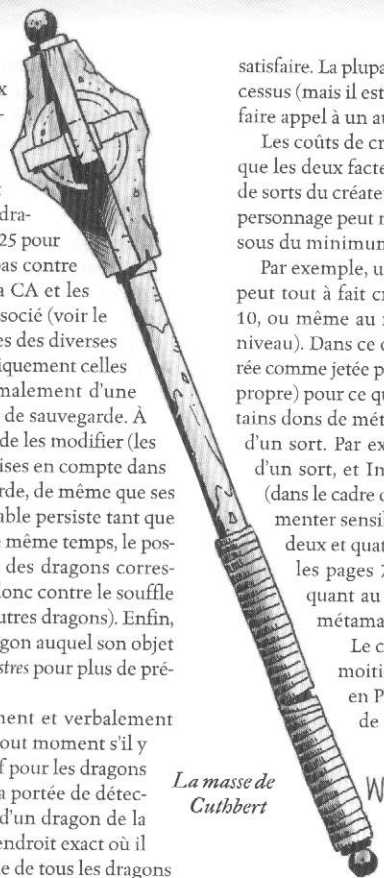 x
-
dra-
25 pour
pas contre
a CA et les
socié (voir le
es des diverses
iquement celles
malement d'une
de sauvegarde. À
de les modifier (les
ises en compte dans
rde, de même que ses
able persiste tant que
e même temps, le pos-
des dragons corres-
donc contre le souffle
utres dragons). Enfin,
gon auquel son objet
stres pour plus de pré-
ment et verbalement
out moment s'il y
f pour les dragons
a portée de détec-
d'un dragon de la
endroit exact où il
e de tous les dragons
La masse de
Cuthbert
satisfaire. La plupa
cessus (mais il est
faire appel à un au
Les coûts de cr
que les deux facte
de sorts du créate
personnage peut n
sous du minimum
Par exemple, u
peut tout à fait cr
10, ou même au n
niveau). Dans ce c
rée comme jetée p
propre) pour ce qu
tains dons de mét
d'un sort. Par ex
d'un sort, et Im
(dans le cadre d
menter sensil
deux et quat
les pages 7
quant au
métama
Le c
moitie
en P
de
W